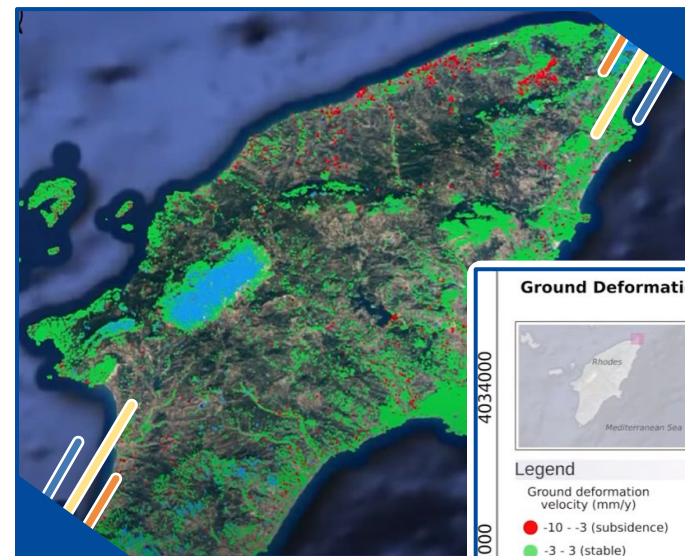 Ground Deformati
Rhodes
Mediterranean Sea
4034000
Legend
Ground deformation
velocity (mm/y)
-10 - -3 (subsidence)
000
-3 - 3 (stable)